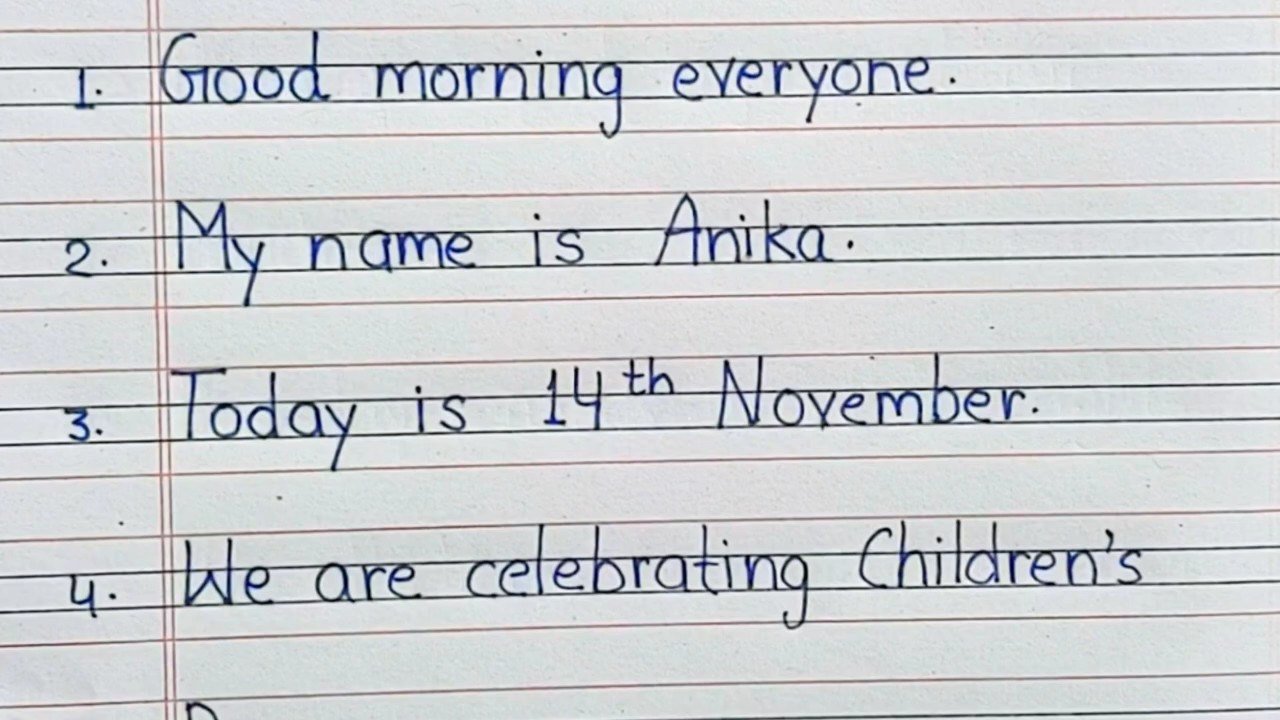 1. Good morning everyone.
2. My name is Anika.
3. Today is 14th November.
4. We are celebrating Children's